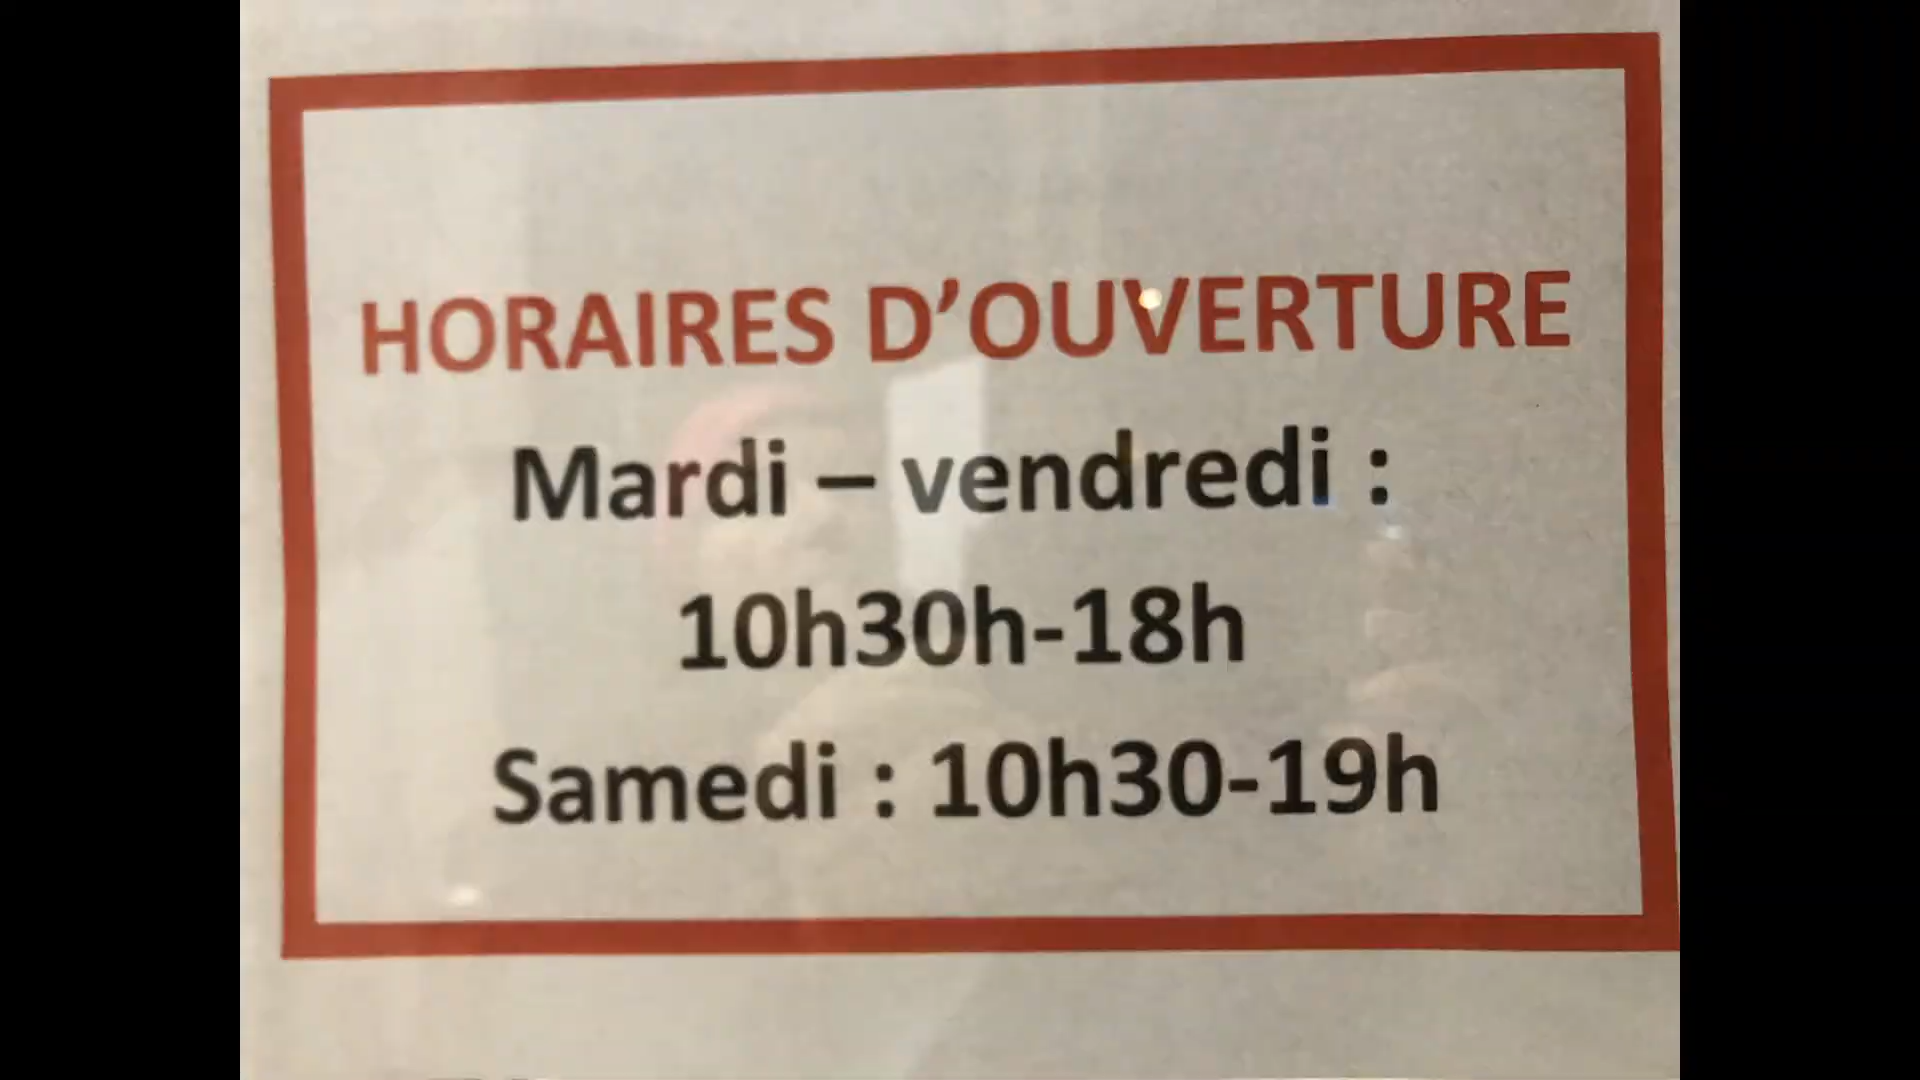 HORAIRES D’OUVERTURE
Mardi – vendredi :
10h30h-18h
Samedi : 10h30-19h